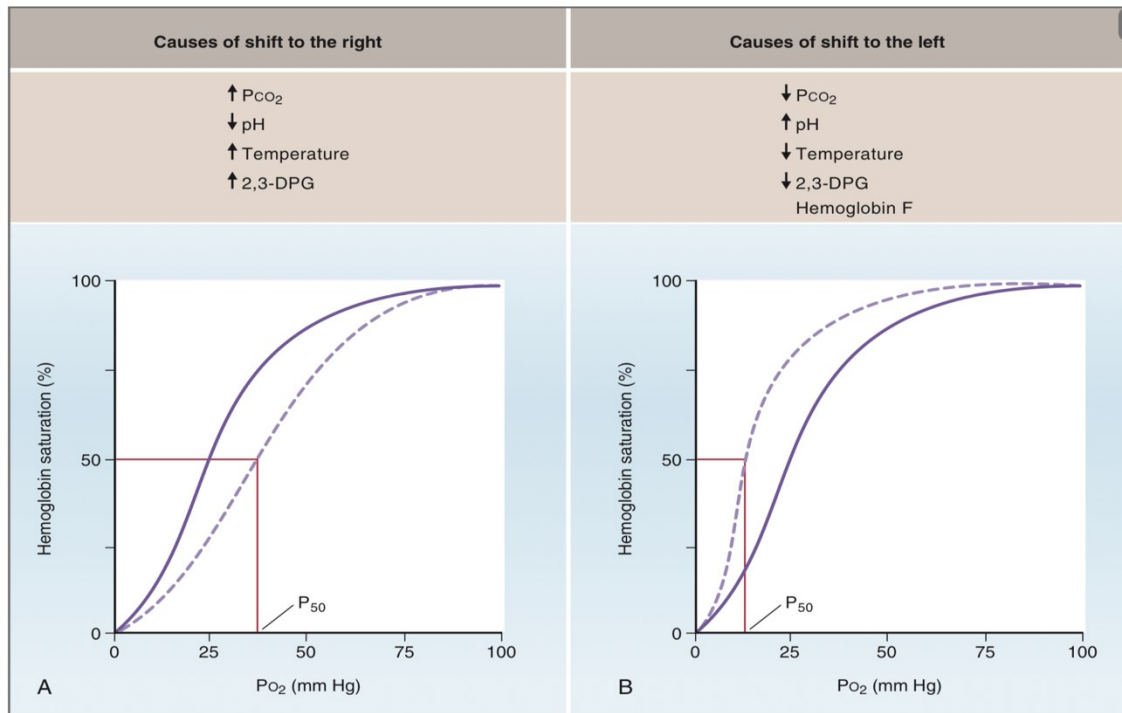 Causes of shift to the right
↑ PCO₂
↓ pH
↑ Temperature
↑ 2,3-DPG
Causes of shift to the left
↓ PCO₂
↑ pH
↓ Temperature
↓ 2,3-DPG
Hemoglobin F
Hemoglobin saturation (%)
100
50
0
P₅₀
0 25 50 75 100
PO₂ (mm Hg)
A
Hemoglobin saturation (%)
100
50
0
P₅₀
0 25 50 75 100
PO₂ (mm Hg)
B